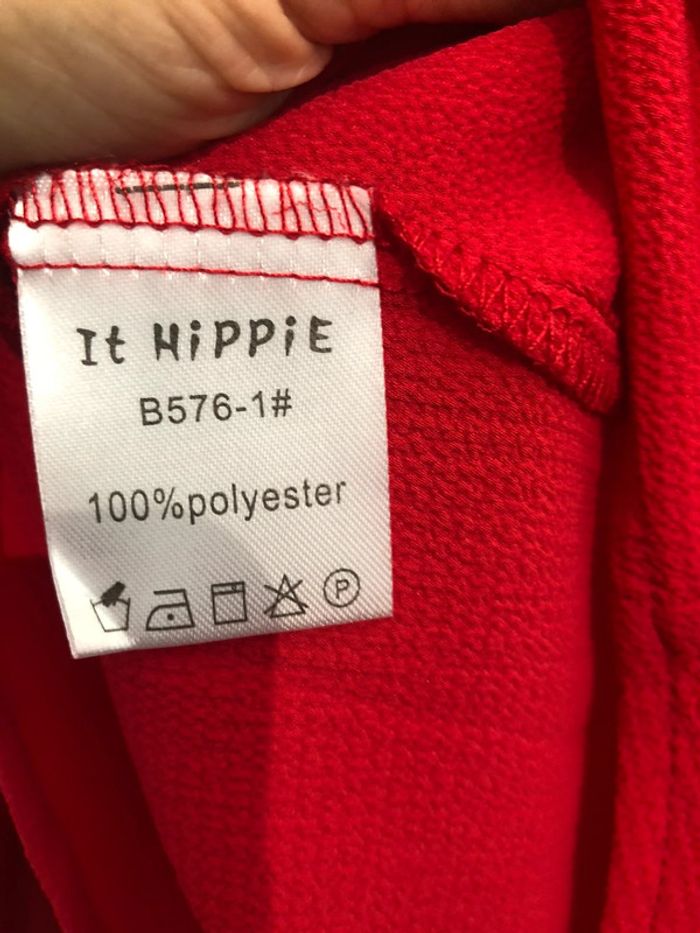 It HiPPiE
B576-1#
100%polyester
P